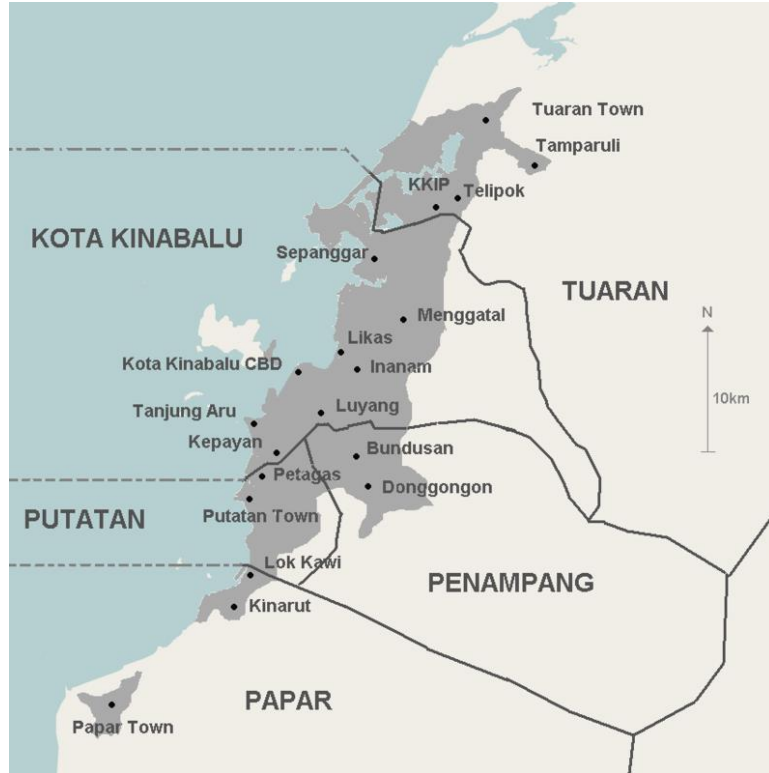 Tuaran Town
Tamparuli
KKIP
Telipok
KOTA KINABALU
Sepanggar
TUARAN
Menggatal
N
Likas
Kota Kinabalu CBD
Inanam
10km
Tanjung Aru
Luyang
Kepayan
Bundusan
Petagas
Donggongon
PUTATAN
Putatan Town
Lok Kawi
PENAMPANG
Kinarut
PAPAR
Papar Town